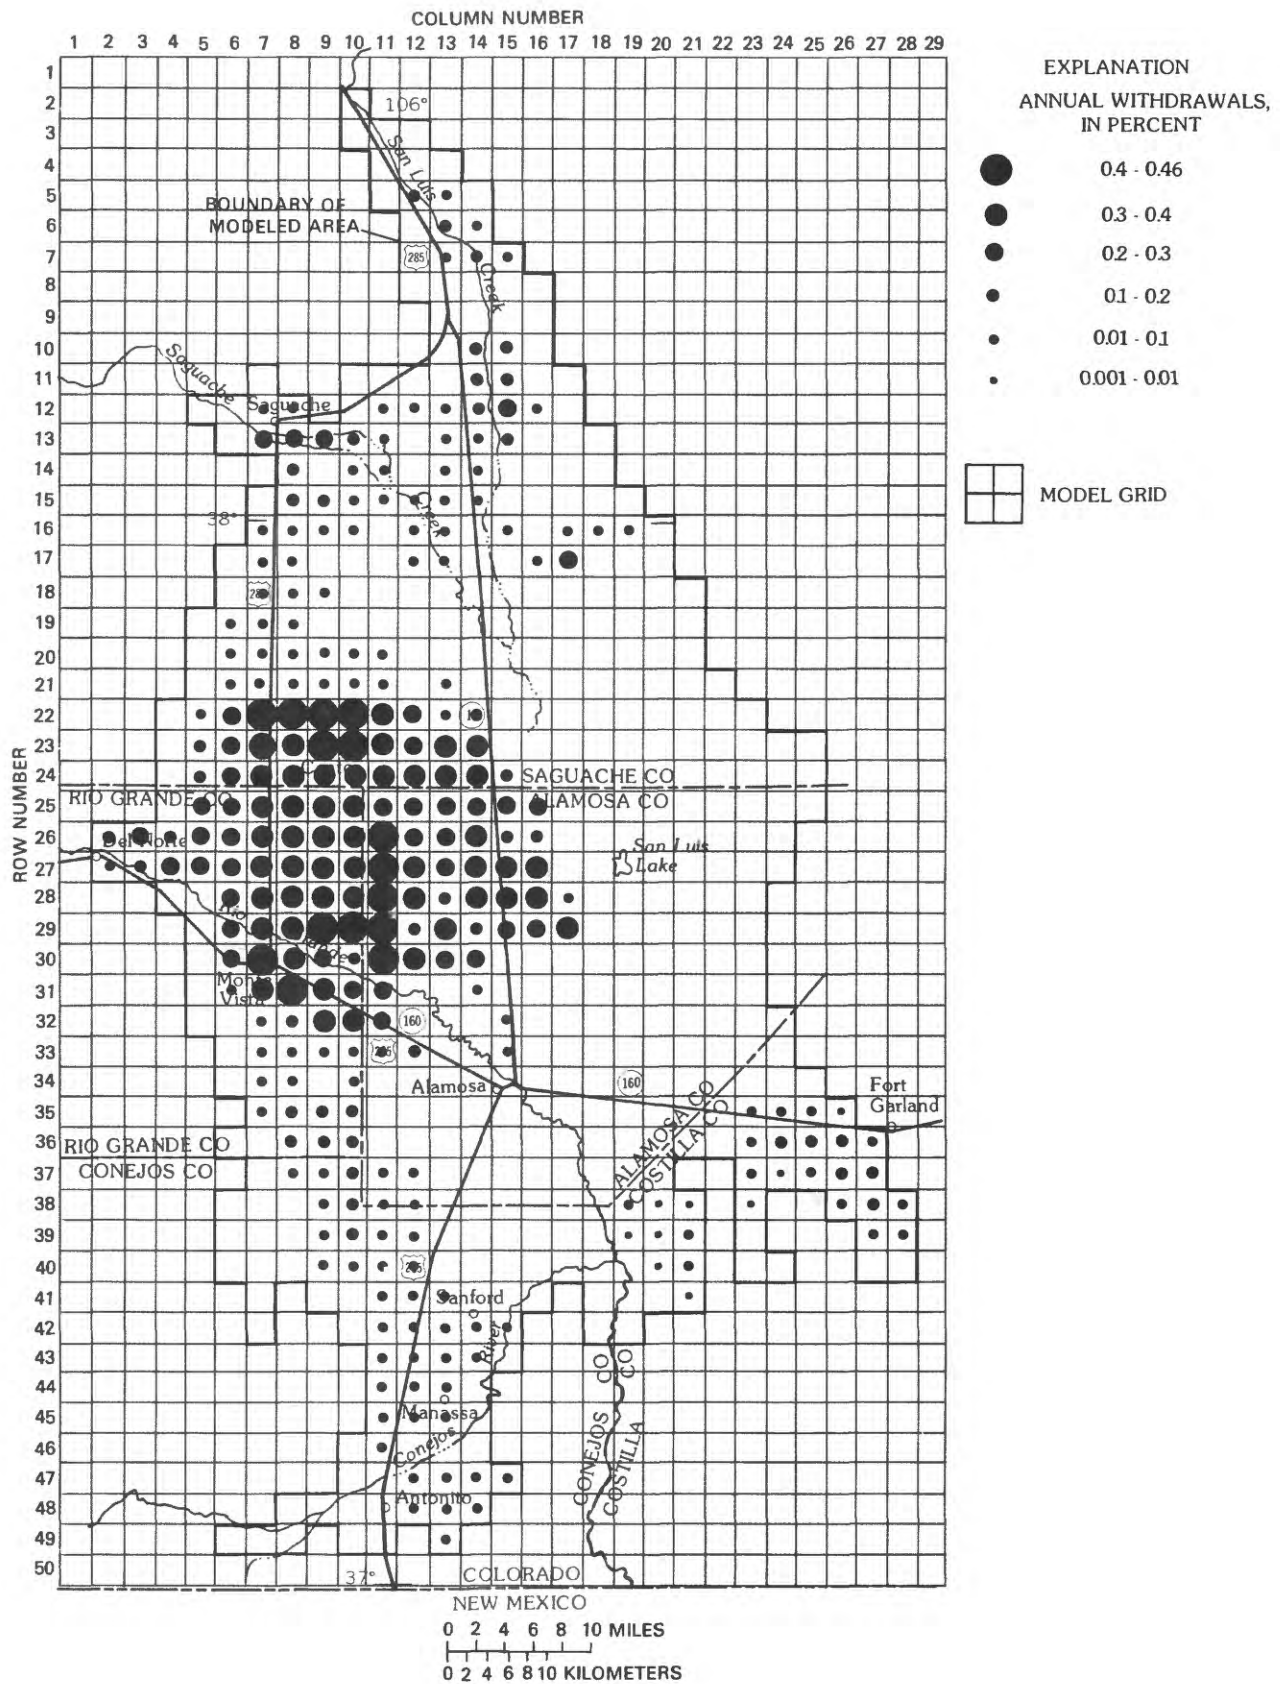 COLUMN NUMBER
1 2 3 4 5 6 7 8 9 10 11 12 13 14 15 16 17 18 19 20 21 22 23 24 25 26 27 28 29
ROW NUMBER
1
2
3
4
5
6
7
8
9
10
11
12
13
14
15
16
17
18
19
20
21
22
23
24
25
26
27
28
29
30
31
32
33
34
35
36
37
38
39
40
41
42
43
44
45
46
47
48
49
50
106°
San Luis
Creek
BOUNDARY OF
MODELED AREA
285
Saguache
Creek
Saguache
38°
SAGUACHE CO
RIO GRANDE CO
ALAMOSA CO
Del Norte
San Luis
Lake
Monte
Vista
160
Alamosa
160
Fort
Garland
ALAMOSA CO
COSTILLA CO
RIO GRANDE CO
CONEJOS CO
Sanford
River
Manassa
Conejos
CONEJOS CO
COSTILLA CO
Antonito
37°
COLORADO
NEW MEXICO
0 2 4 6 8 10 MILES
0 2 4 6 8 10 KILOMETERS
EXPLANATION
ANNUAL WITHDRAWALS,
IN PERCENT
0.4 - 0.46
0.3 - 0.4
0.2 - 0.3
0.1 - 0.2
0.01 - 0.1
0.001 - 0.01
MODEL GRID